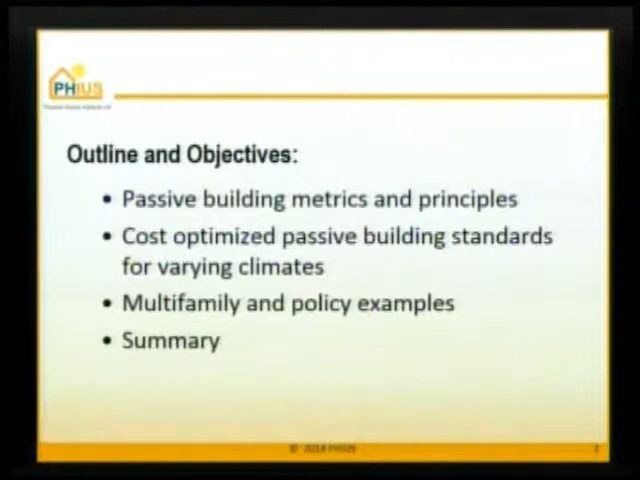 PHIUS
Outline and Objectives:
• Passive building metrics and principles
• Cost optimized passive building standards
for varying climates
• Multifamily and policy examples
• Summary